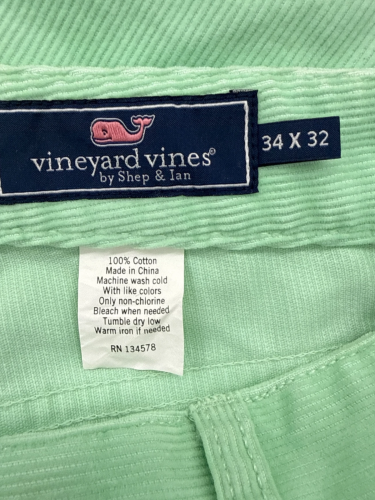 vineyard vines®
by Shep & Ian
34 X 32
100% Cotton
Made in China
Machine wash cold
With like colors
Only non-chlorine
Bleach when needed
Tumble dry low
Warm iron if needed
RN 134578